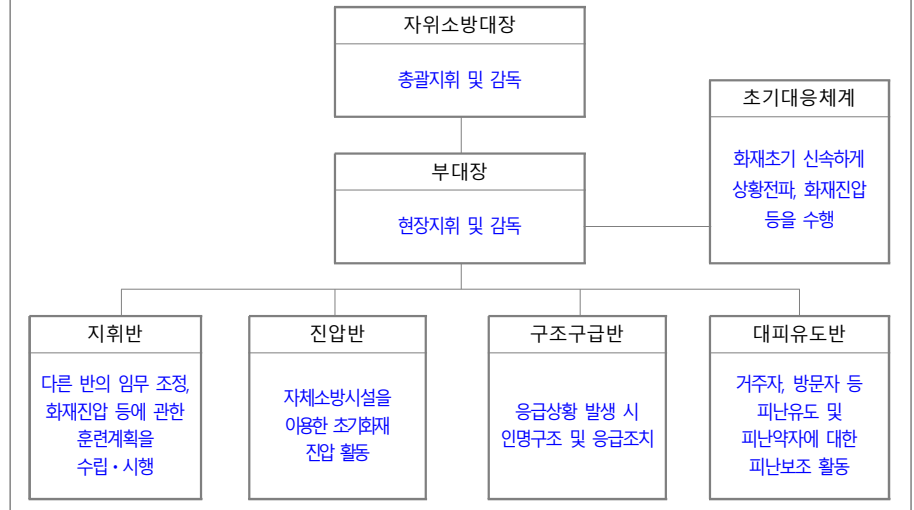 자위소방대장
총괄지휘 및 감독
초기대응체계
화재초기 신속하게
상황전파, 화재진압
등을 수행
부대장
현장지휘 및 감독
지휘반
다른 반의 임무 조정,
화재진압 등에 관한
훈련계획을
수립・시행
진압반
자체소방시설을
이용한 초기화재
진압 활동
구조구급반
응급상황 발생 시
인명구조 및 응급조치
대피유도반
거주자, 방문자 등
피난유도 및
피난약자에 대한
피난보조 활동